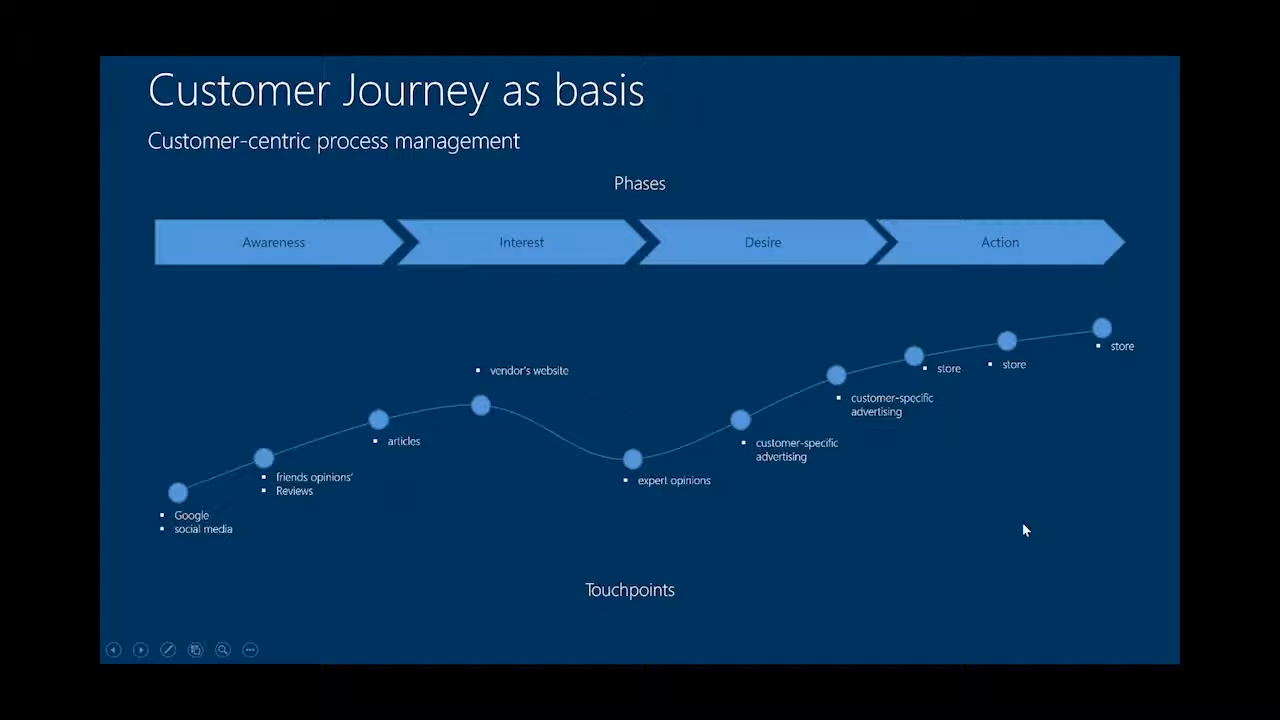 Customer Journey as basis
Customer-centric process management
Phases
Awareness
Interest
Desire
Action
Google
social media
friends opinions'
Reviews
articles
vendor's website
expert opinions
customer-specific
advertising
customer-specific
advertising
store
store
store
Touchpoints